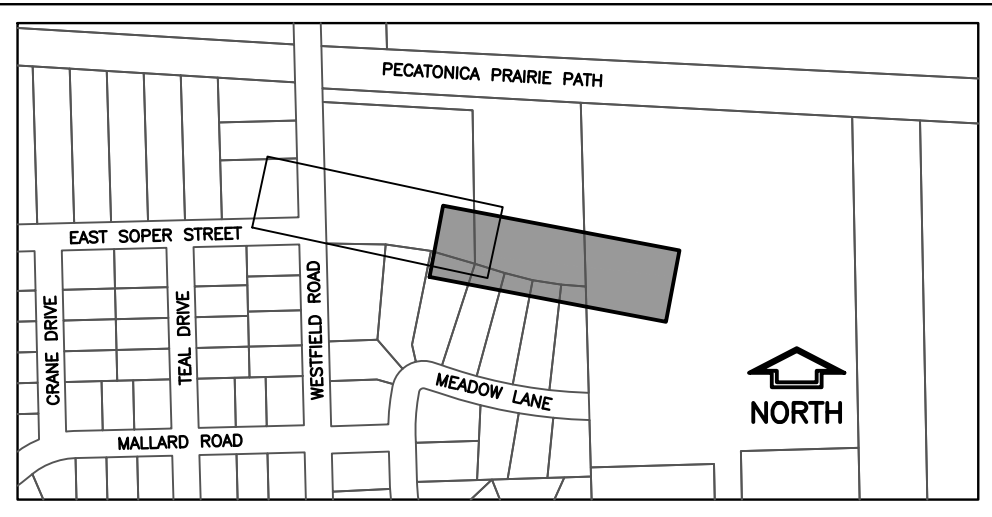 PECATONICA PRAIRIE PATH
EAST SOPER STREET
CRANE DRIVE
TEAL DRIVE
WESTFIELD ROAD
MEADOW LANE
NORTH
MALLARD ROAD